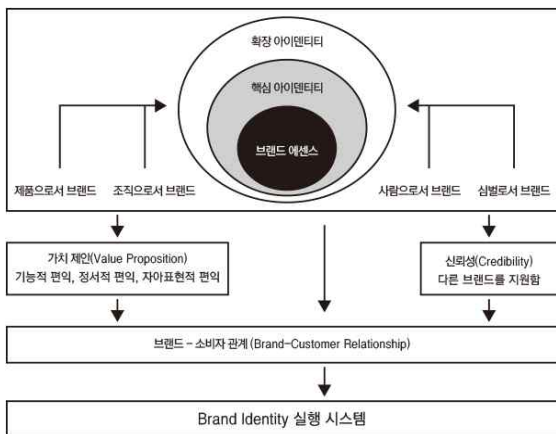 확장 아이덴티티
핵심 아이덴티티
브랜드 에센스
제품으로서 브랜드
조직으로서 브랜드
사람으로서 브랜드
심벌로서 브랜드
가치 제안(Value Proposition)
기능적 편익, 정서적 편익, 자아표현적 편익
신뢰성(Credibility)
다른 브랜드를 지원함
브랜드 – 소비자 관계 (Brand-Customer Relationship)
Brand Identity 실행 시스템